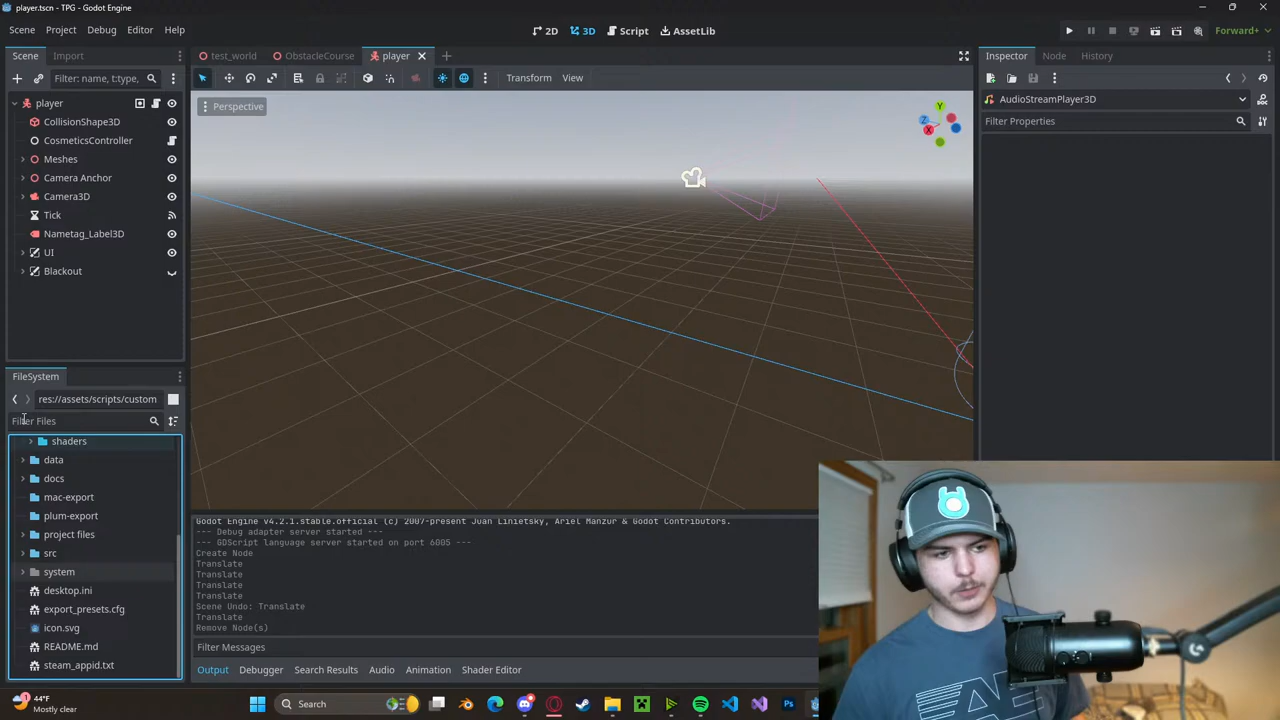 player.tscn - TPG - Godot Engine
Scene Project Debug Editor Help
2D 3D Script AssetLib
Forward+
Scene Import
test_world ObstacleCourse player
Inspector Node History
Filter: name, t:type,
Transform View
player
CollisionShape3D
CosmeticsController
Meshes
Camera Anchor
Camera3D
Tick
Nametag_Label3D
UI
Blackout
Perspective
Y
Z
X
AudioStreamPlayer3D
Filter Properties
FileSystem
res://assets/scripts/custom
Filter Files
shaders
data
docs
mac-export
plum-export
project files
src
system
desktop.ini
export_presets.cfg
icon.svg
README.md
steam_appid.txt
Godot Engine v4.2.1.stable.official (c) 2007-present Juan Linietsky, Ariel Manzur & Godot Contributors.
--- Debug adapter server started ---
--- GDScript language server started on port 6005 ---
Create Node
Translate
Translate
Translate
Translate
Scene Undo: Translate
Translate
Remove Node(s)
Filter Messages
Output Debugger Search Results Audio Animation Shader Editor
44°F
Mostly clear
Search